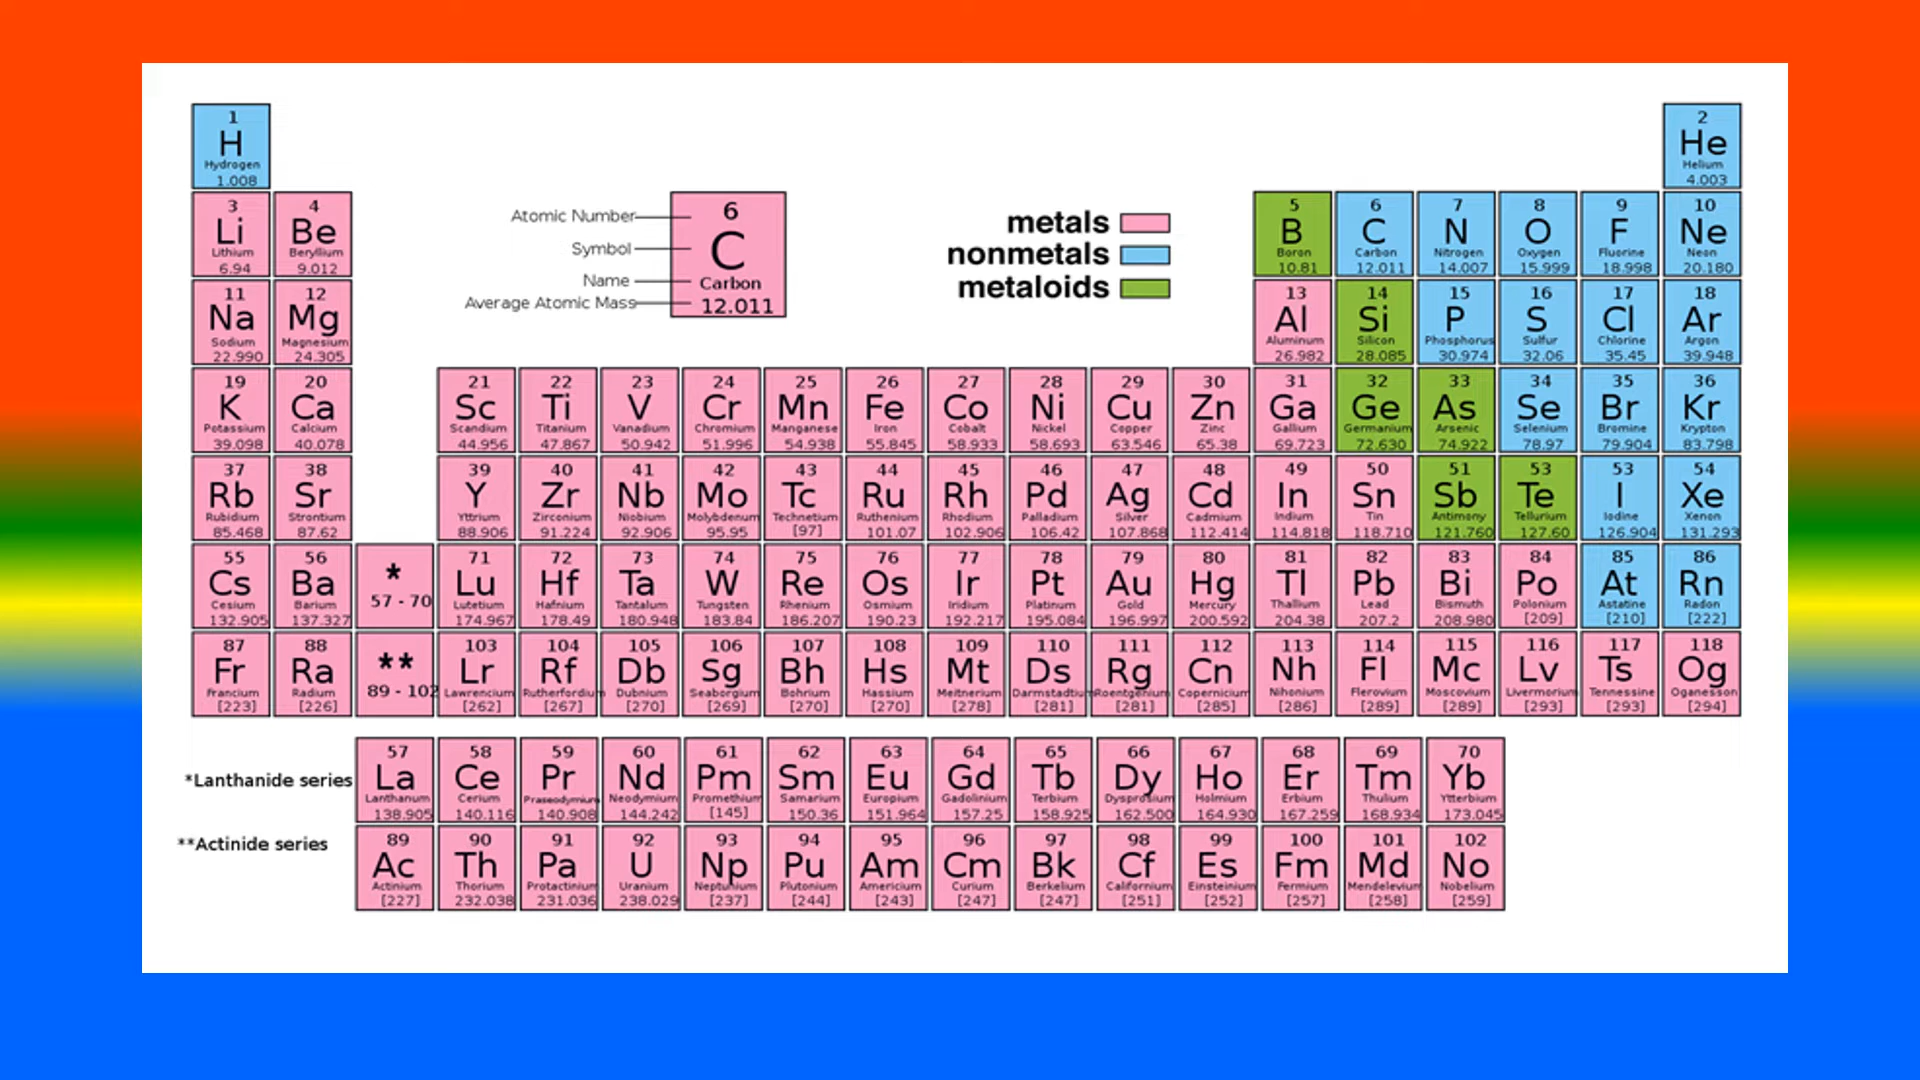 1 2
H He
Hydrogen Helium
1.008 4.003
3 4 5 6 7 8 9 10
Li Be B C N O F Ne
Lithium Beryllium Boron Carbon Nitrogen Oxygen Fluorine Neon
6.94 9.012 10.81 12.011 14.007 15.999 18.998 20.180
Atomic Number 6
Symbol C
Name Carbon
Average Atomic Mass 12.011
metals
nonmetals
metaloids
11 12 13 14 15 16 17 18
Na Mg Al Si P S Cl Ar
Sodium Magnesium Aluminum Silicon Phosphorus Sulfur Chlorine Argon
22.990 24.305 26.982 28.085 30.974 32.06 35.45 39.948
19 20 21 22 23 24 25 26 27 28 29 30 31 32 33 34 35 36
K Ca Sc Ti V Cr Mn Fe Co Ni Cu Zn Ga Ge As Se Br Kr
Potassium Calcium Scandium Titanium Vanadium Chromium Manganese Iron Cobalt Nickel Copper Zinc Gallium Germanium Arsenic Selenium Bromine Krypton
39.098 40.078 44.956 47.867 50.942 51.996 54.938 55.845 58.933 58.693 63.546 65.38 69.723 72.630 74.922 78.97 79.904 83.798
37 38 39 40 41 42 43 44 45 46 47 48 49 50 51 53 53 54
Rb Sr Y Zr Nb Mo Tc Ru Rh Pd Ag Cd In Sn Sb Te I Xe
Rubidium Strontium Yttrium Zirconium Niobium Molybdenum Technetium Ruthenium Rhodium Palladium Silver Cadmium Indium Tin Antimony Tellurium Iodine Xenon
85.468 87.62 88.906 91.224 92.906 95.95 [97] 101.07 102.906 106.42 107.868 112.414 114.818 118.710 121.760 127.60 126.904 131.293
55 56 * 71 72 73 74 75 76 77 78 79 80 81 82 83 84 85 86
Cs Ba 57 - 70 Lu Hf Ta W Re Os Ir Pt Au Hg Tl Pb Bi Po At Rn
Cesium Barium Lutetium Hafnium Tantalum Tungsten Rhenium Osmium Iridium Platinum Gold Mercury Thallium Lead Bismuth Polonium Astatine Radon
132.905 137.327 174.967 178.49 180.948 183.84 186.207 190.23 192.217 195.084 196.997 200.592 204.38 207.2 208.980 [209] [210] [222]
87 88 ** 103 104 105 106 107 108 109 110 111 112 113 114 115 116 117 118
Fr Ra 89 - 102 Lr Rf Db Sg Bh Hs Mt Ds Rg Cn Nh Fl Mc Lv Ts Og
Francium Radium Lawrencium Rutherfordium Dubnium Seaborgium Bohrium Hassium Meitnerium Darmstadtium Roentgenium Copernicium Nihonium Flerovium Moscovium Livermorium Tennessine Oganesson
[223] [226] [262] [267] [270] [269] [270] [270] [278] [281] [281] [285] [286] [289] [289] [293] [293] [294]
57 58 59 60 61 62 63 64 65 66 67 68 69 70
*Lanthanide series La Ce Pr Nd Pm Sm Eu Gd Tb Dy Ho Er Tm Yb
Lanthanum Cerium Praseodymium Neodymium Promethium Samarium Europium Gadolinium Terbium Dysprosium Holmium Erbium Thulium Ytterbium
138.905 140.116 140.908 144.242 [145] 150.36 151.964 157.25 158.925 162.500 164.930 167.259 168.934 173.045
**Actinide series 89 90 91 92 93 94 95 96 97 98 99 100 101 102
Ac Th Pa U Np Pu Am Cm Bk Cf Es Fm Md No
Actinium Thorium Protactinium Uranium Neptunium Plutonium Americium Curium Berkelium Californium Einsteinium Fermium Mendelevium Nobelium
[227] 232.038 231.036 238.029 [237] [244] [243] [247] [247] [251] [252] [257] [258] [259]